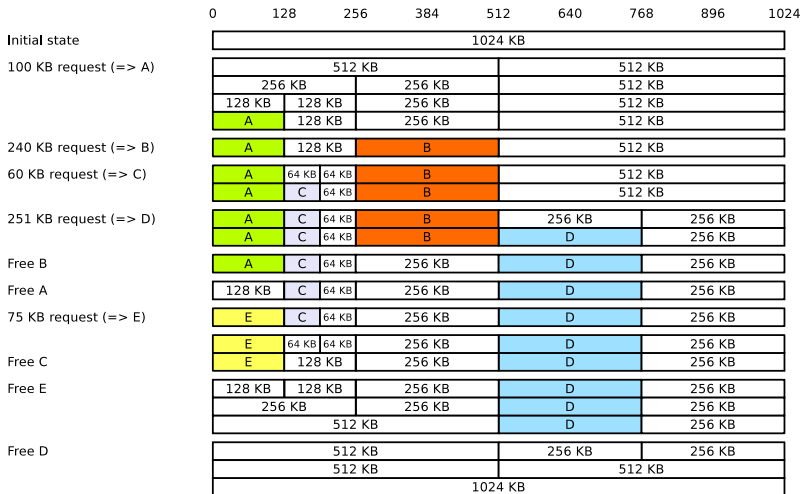 0 128 256 384 512 640 768 896 1024
Initial state 1024 KB
100 KB request (=> A) 512 KB 512 KB
256 KB 256 KB 512 KB
128 KB 128 KB 256 KB 512 KB
A 128 KB 256 KB 512 KB
240 KB request (=> B) A 128 KB B 512 KB
60 KB request (=> C) A 64 KB 64 KB B 512 KB
A C 64 KB B 512 KB
251 KB request (=> D) A C 64 KB B 256 KB 256 KB
A C 64 KB B D 256 KB
Free B A C 64 KB 256 KB D 256 KB
Free A 128 KB C 64 KB 256 KB D 256 KB
75 KB request (=> E) E C 64 KB 256 KB D 256 KB
E 64 KB 64 KB 256 KB D 256 KB
Free C E 128 KB 256 KB D 256 KB
Free E 128 KB 128 KB 256 KB D 256 KB
256 KB 256 KB D 256 KB
512 KB D 256 KB
Free D 512 KB 256 KB 256 KB
512 KB 512 KB
1024 KB